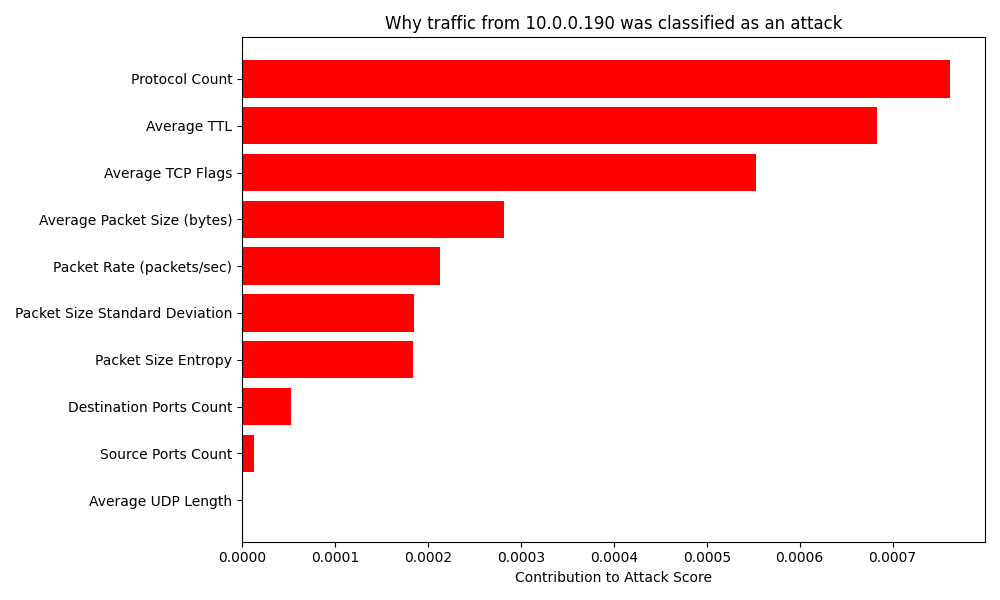 Why traffic from 10.0.0.190 was classified as an attack
Protocol Count
Average TTL
Average TCP Flags
Average Packet Size (bytes)
Packet Rate (packets/sec)
Packet Size Standard Deviation
Packet Size Entropy
Destination Ports Count
Source Ports Count
Average UDP Length
0.0000 0.0001 0.0002 0.0003 0.0004 0.0005 0.0006 0.0007
Contribution to Attack Score